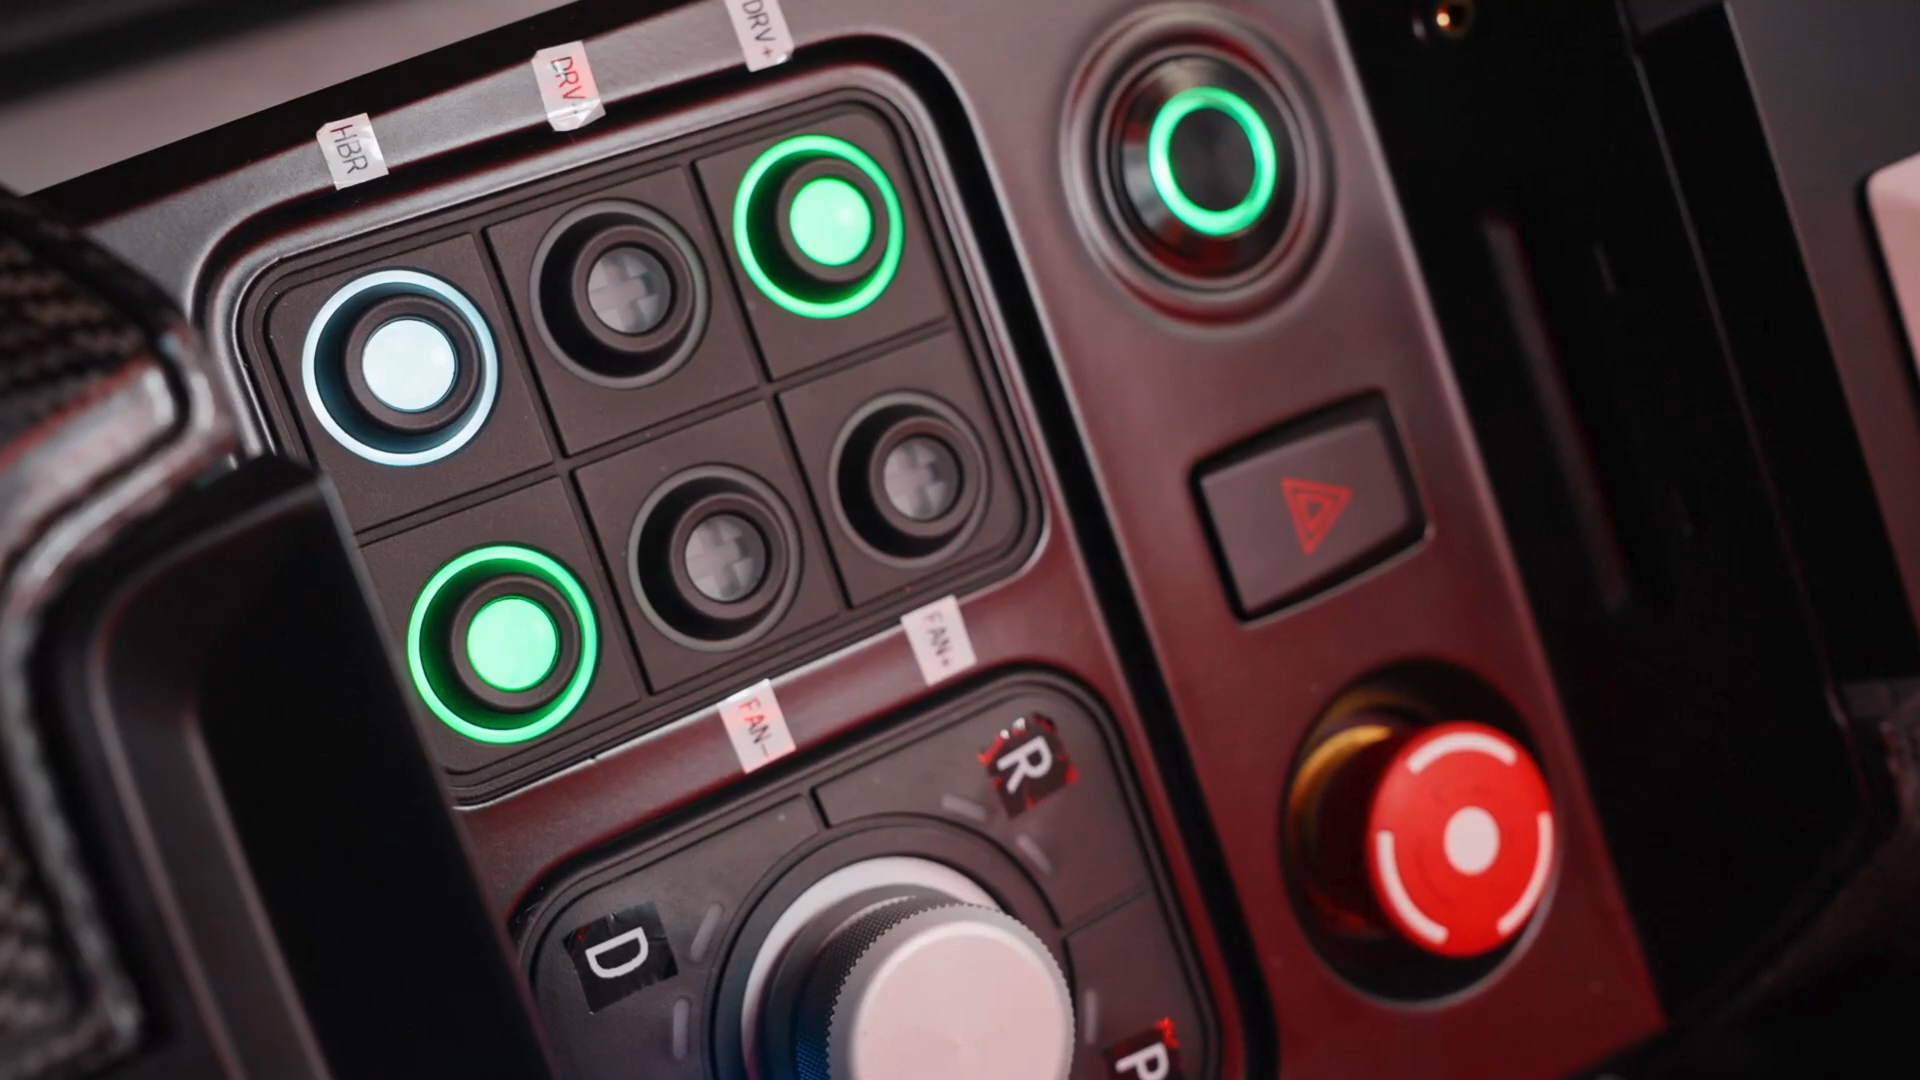 HBR
DRV-
DRV+
FAN-
FAN+
R
D
P